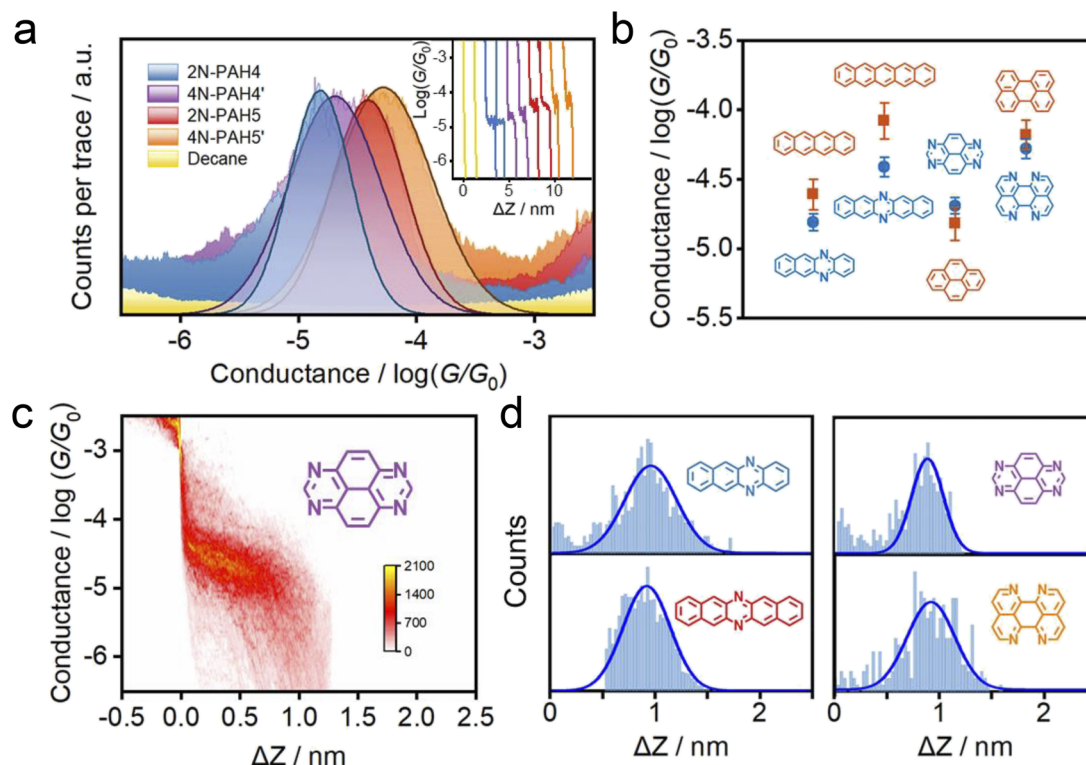 a
Counts per trace / a.u.
2N-PAH4
4N-PAH4'
2N-PAH5
4N-PAH5'
Decane
Log(G/G0)
-3
-4
-5
-6
0 5 10
ΔZ / nm
-6 -5 -4 -3
Conductance / log(G/G0)
b
Conductance / log(G/G0)
-3.5
-4.0
-4.5
-5.0
-5.5
N
N
N
N
N N
N N
N N
N N
c
Conductance / log (G/G0)
-3
-4
-5
-6
N N
N N
2100
1400
700
0
-0.5 0.0 0.5 1.0 1.5 2.0 2.5
ΔZ / nm
d
Counts
N
N
N N
N N
N
N
N N
N N
0 1 2
0 1 2
ΔZ / nm
ΔZ / nm